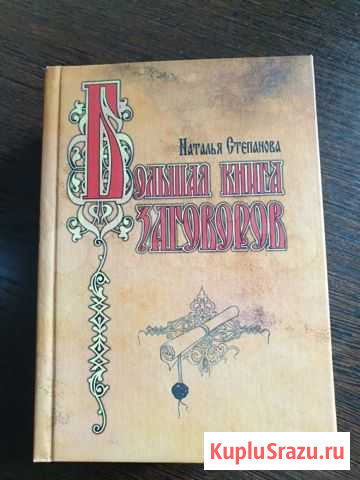 Наталья Степанова
Большая книга
заговоров
KupluSrazu.ru